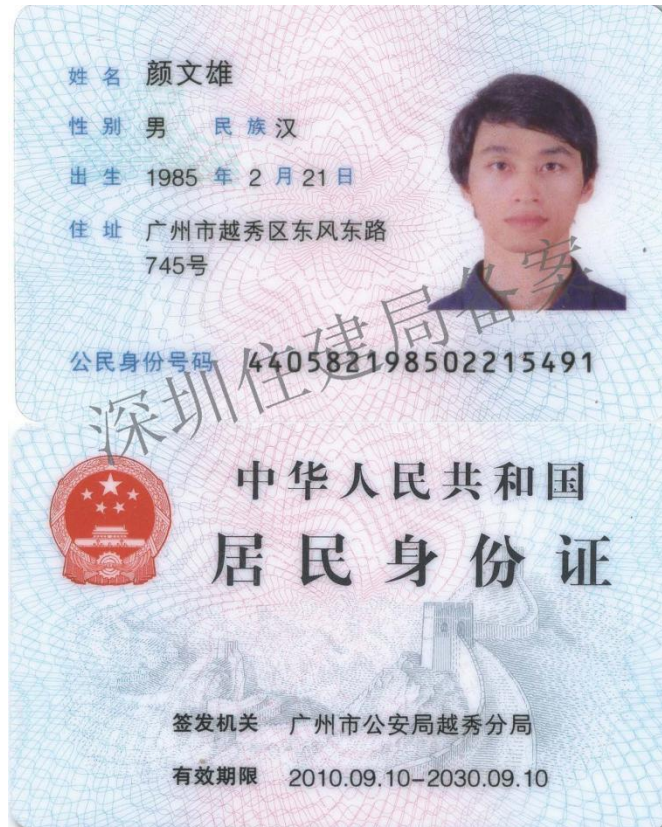 姓名 颜文雄
性别 男 民族 汉
出生 1985 年 2 月 21 日
住址 广州市越秀区东风东路
745号
公民身份号码 440582198502215491
深圳住建局备案
中华人民共和国
居民身份证
签发机关 广州市公安局越秀分局
有效期限 2010.09.10-2030.09.10